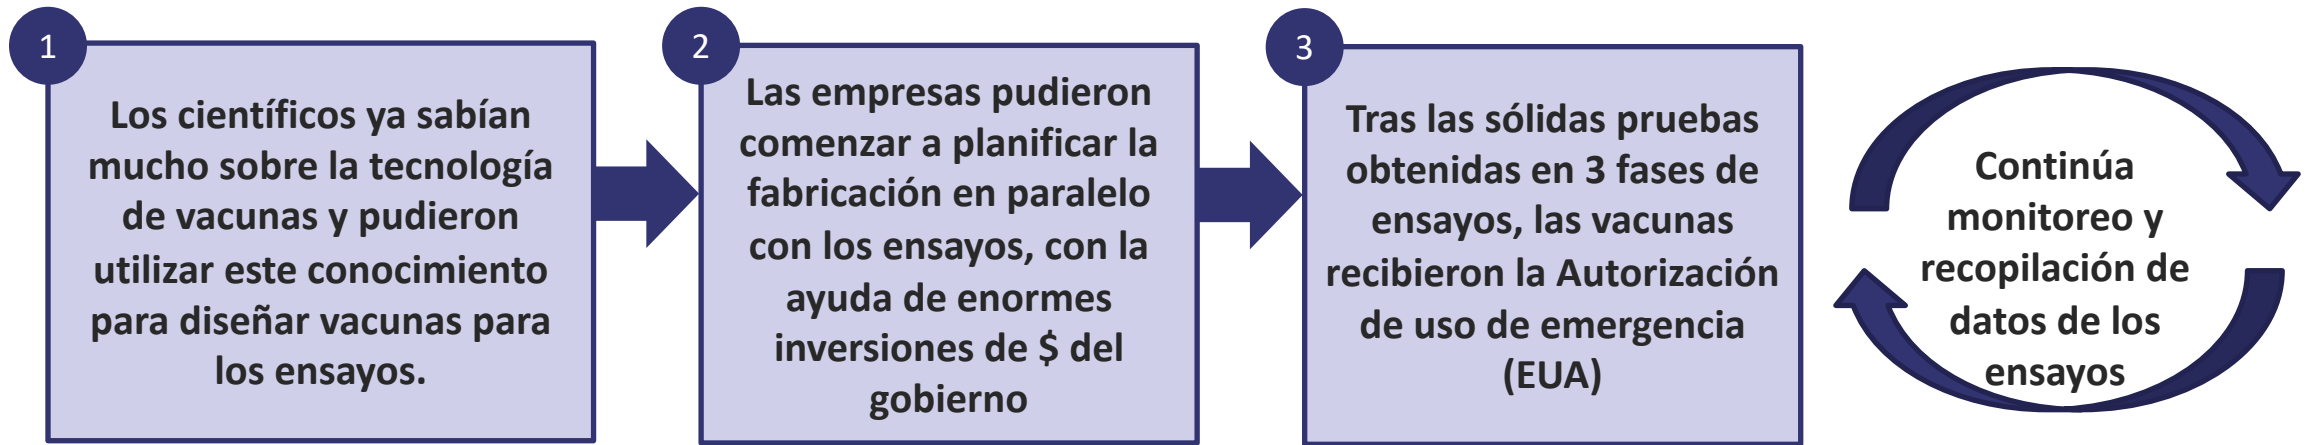 1
Los científicos ya sabían
mucho sobre la tecnología
de vacunas y pudieron
utilizar este conocimiento
para diseñar vacunas para
los ensayos.
2
Las empresas pudieron
comenzar a planificar la
fabricación en paralelo
con los ensayos, con la
ayuda de enormes
inversiones de $ del
gobierno
3
Tras las sólidas pruebas
obtenidas en 3 fases de
ensayos, las vacunas
recibieron la Autorización
de uso de emergencia
(EUA)
Continúa
monitoreo y
recopilación de
datos de los
ensayos